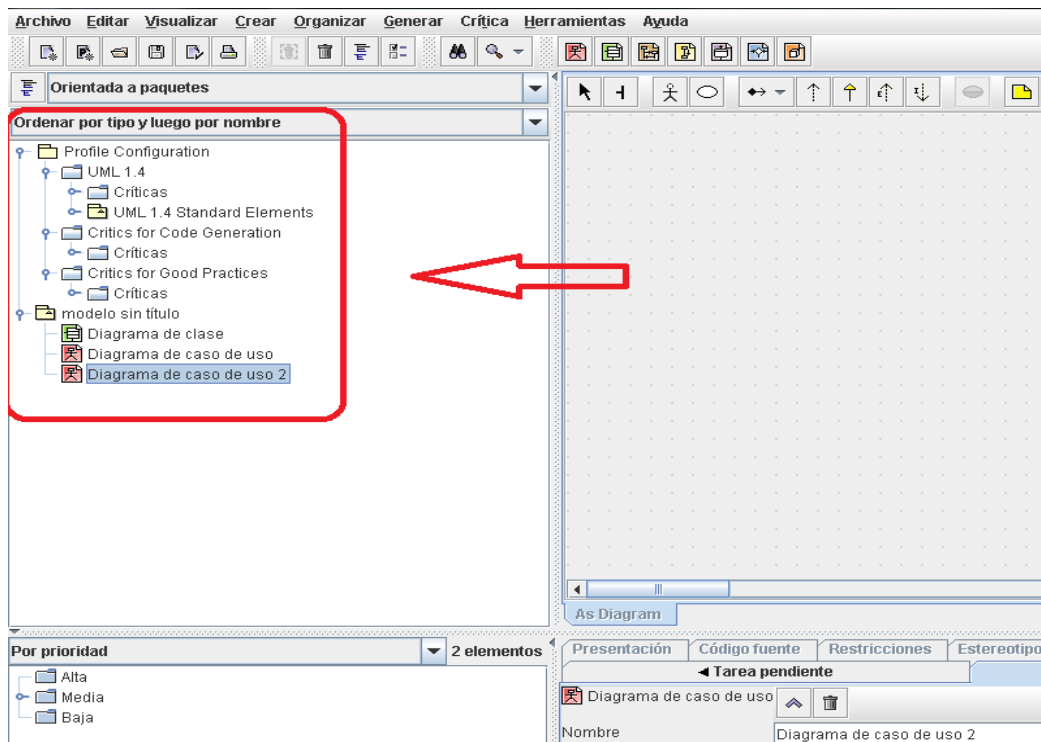 Archivo Editar Visualizar Crear Organizar Generar Crítica Herramientas Ayuda
Orientada a paquetes
Ordenar por tipo y luego por nombre
Profile Configuration
UML 1.4
Críticas
UML 1.4 Standard Elements
Critics for Code Generation
Críticas
Critics for Good Practices
Críticas
modelo sin título
Diagrama de clase
Diagrama de caso de uso
Diagrama de caso de uso 2
As Diagram
Por prioridad 2 elementos
Alta
Media
Baja
Presentación Código fuente Restricciones Estereotipo
Tarea pendiente
Diagrama de caso de uso
Nombre Diagrama de caso de uso 2